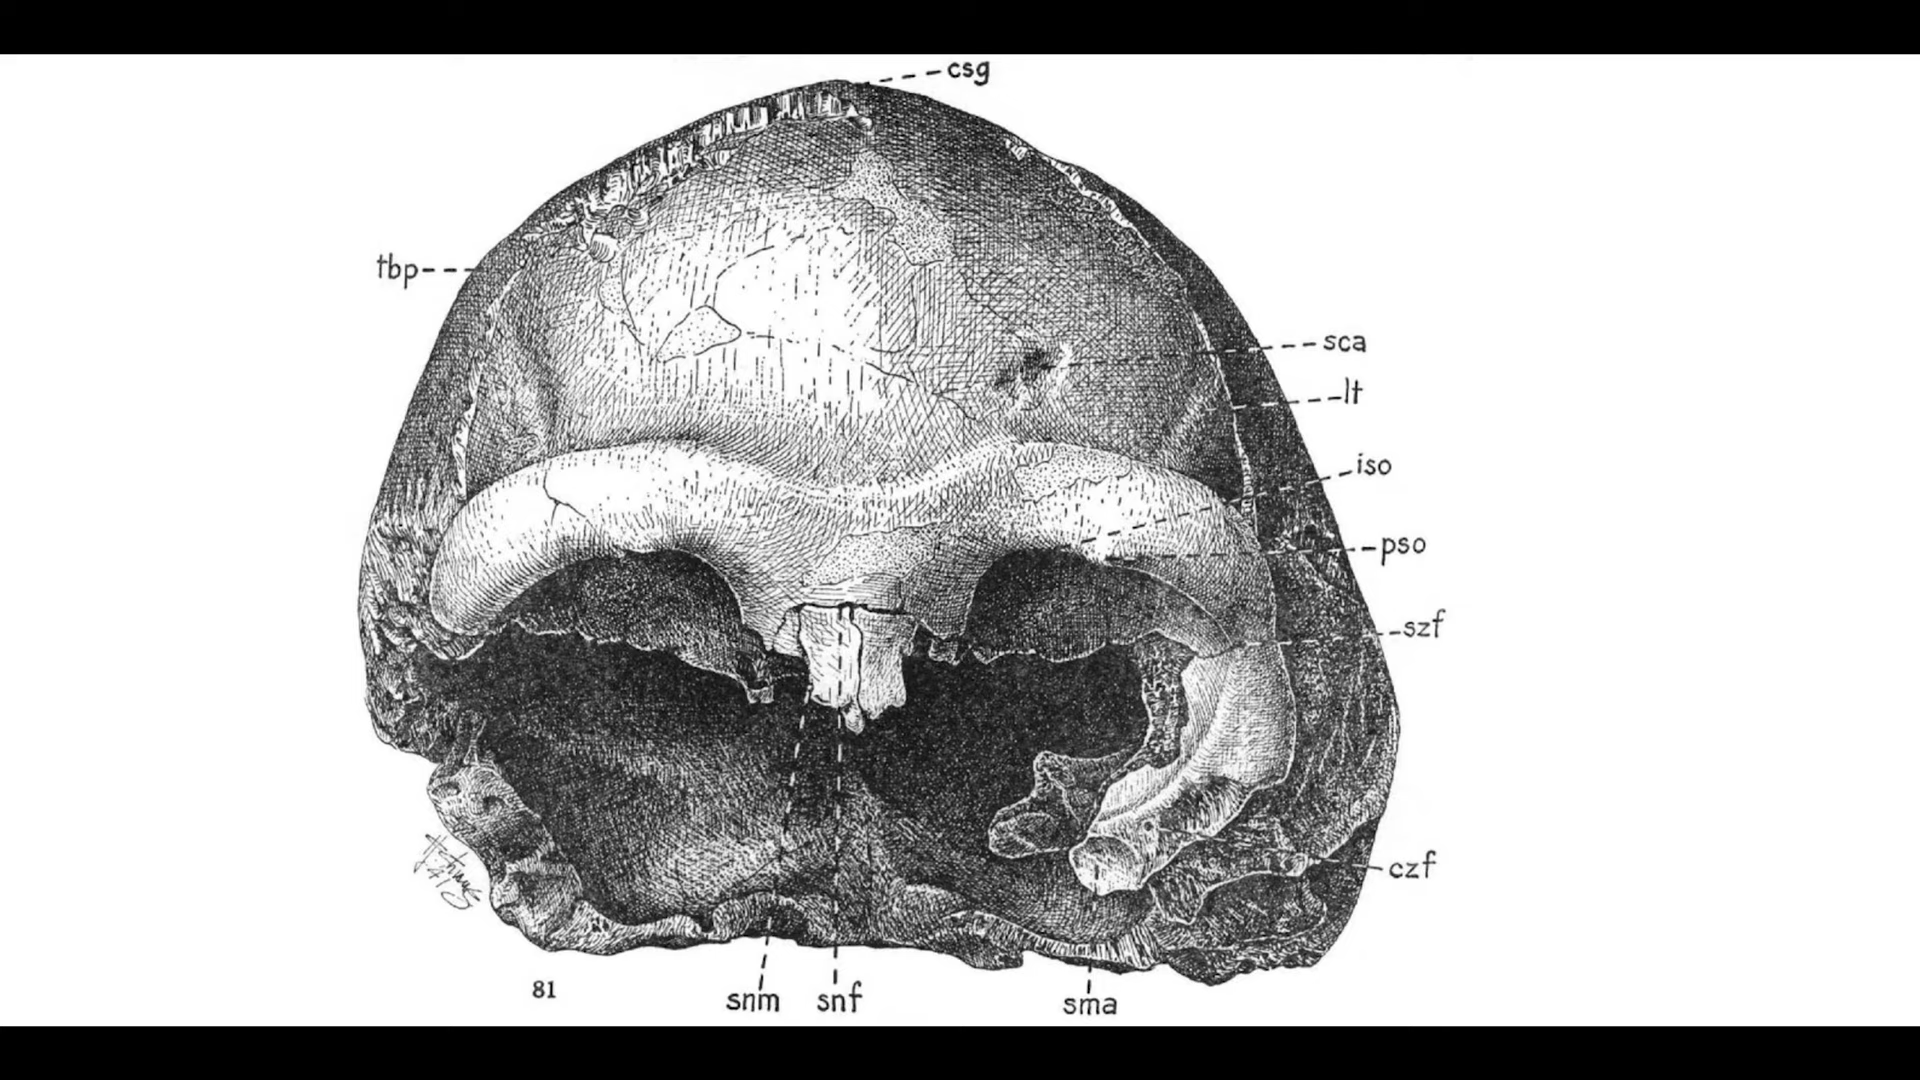 csg
tbp
sca
lt
iso
pso
szf
czf
81
snm
snf
sma